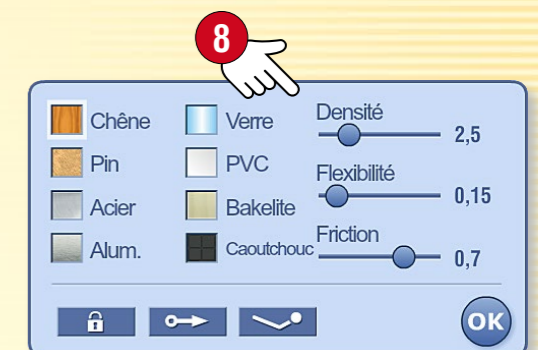 8
Chêne
Pin
Acier
Alum.
Verre
PVC
Bakelite
Caoutchouc
Densité
2,5
Flexibilité
0,15
Friction
0,7
OK